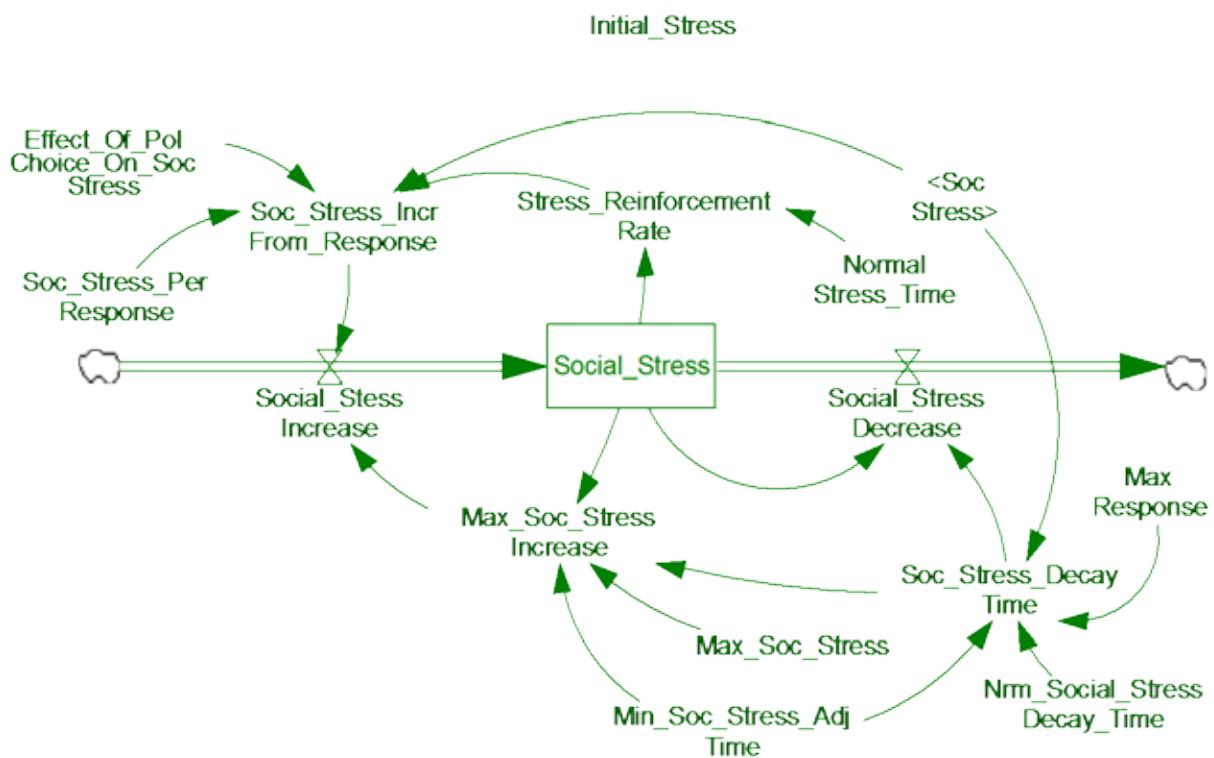 Initial_Stress
Effect_Of_Pol
Choice_On_Soc
Stress
Soc_Stress_Incr
From_Response
Stress_Reinforcement
Rate
<Soc
Stress>
Soc_Stress_Per
Response
Normal
Stress_Time
Social_Stress
Social_Stess
Increase
Social_Stress
Decrease
Max_Soc_Stress
Increase
Max
Response
Soc_Stress_Decay
Time
Max_Soc_Stress
Min_Soc_Stress_Adj
Time
Nrm_Social_Stress
Decay_Time